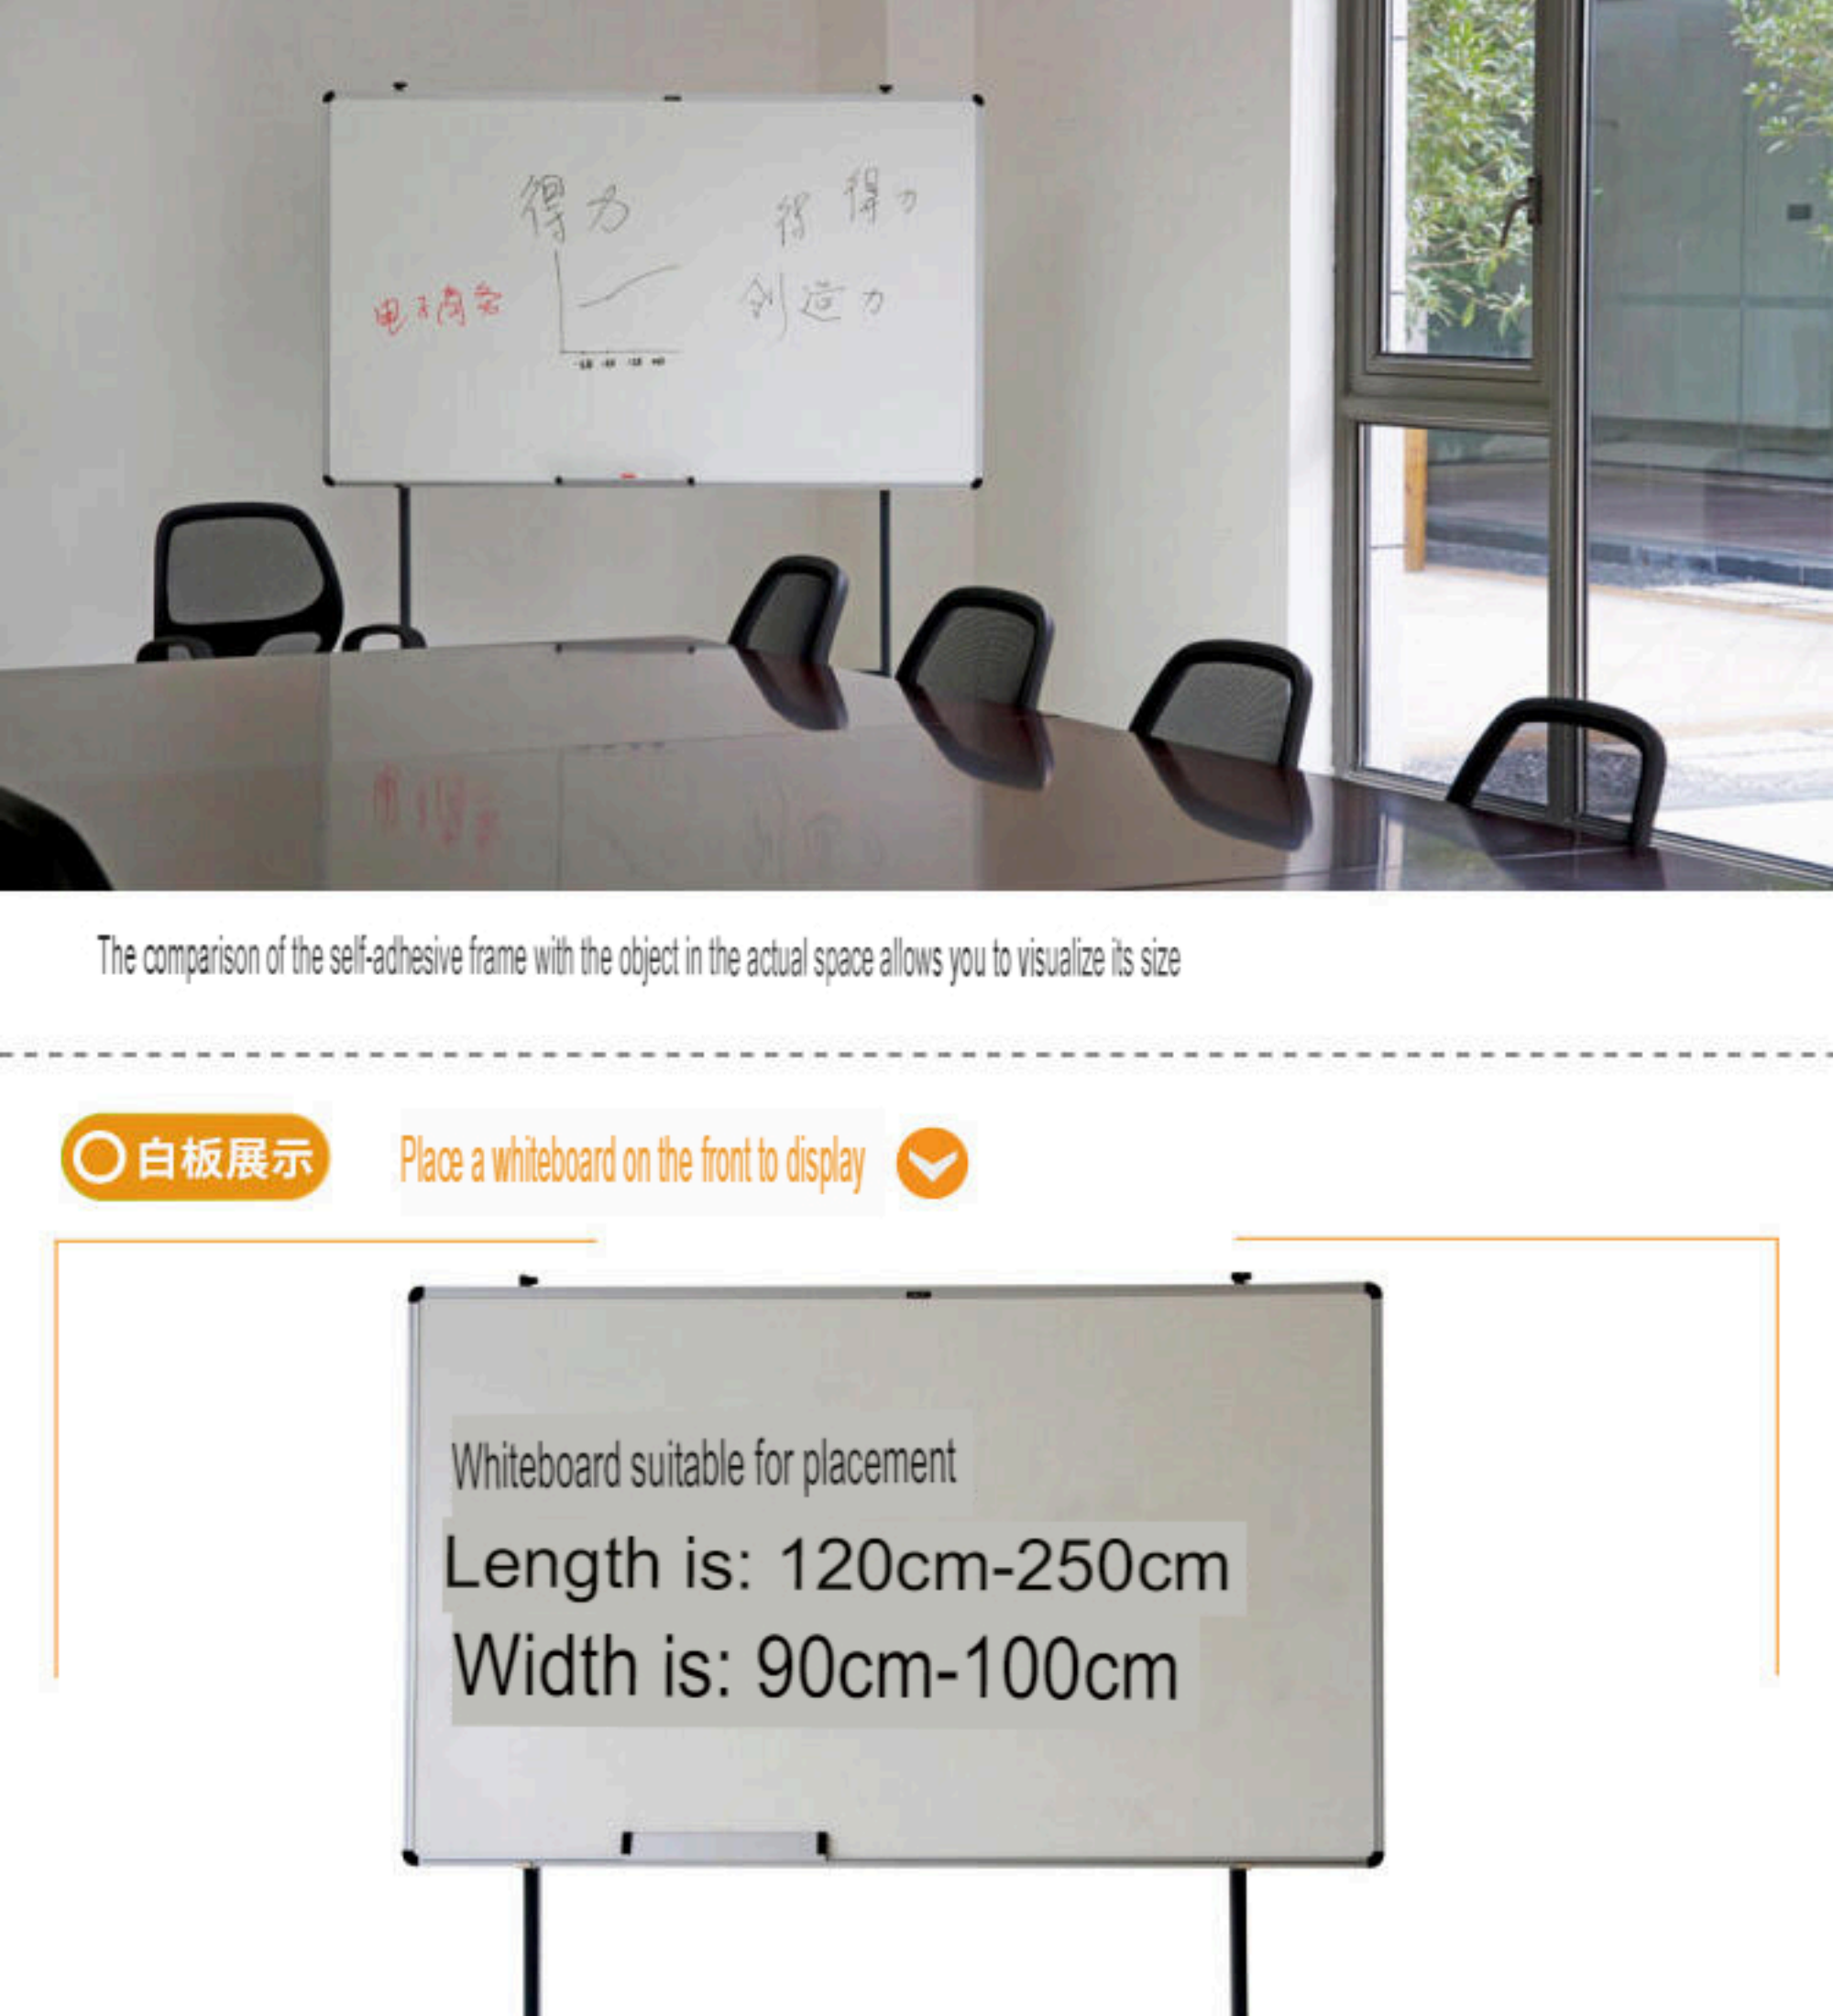 得力
得 得力
电子商务
创造力
The comparison of the self-adhesive frame with the object in the actual space allows you to visualize its size
白板展示
Place a whiteboard on the front to display
Whiteboard suitable for placement
Length is: 120cm-250cm
Width is: 90cm-100cm